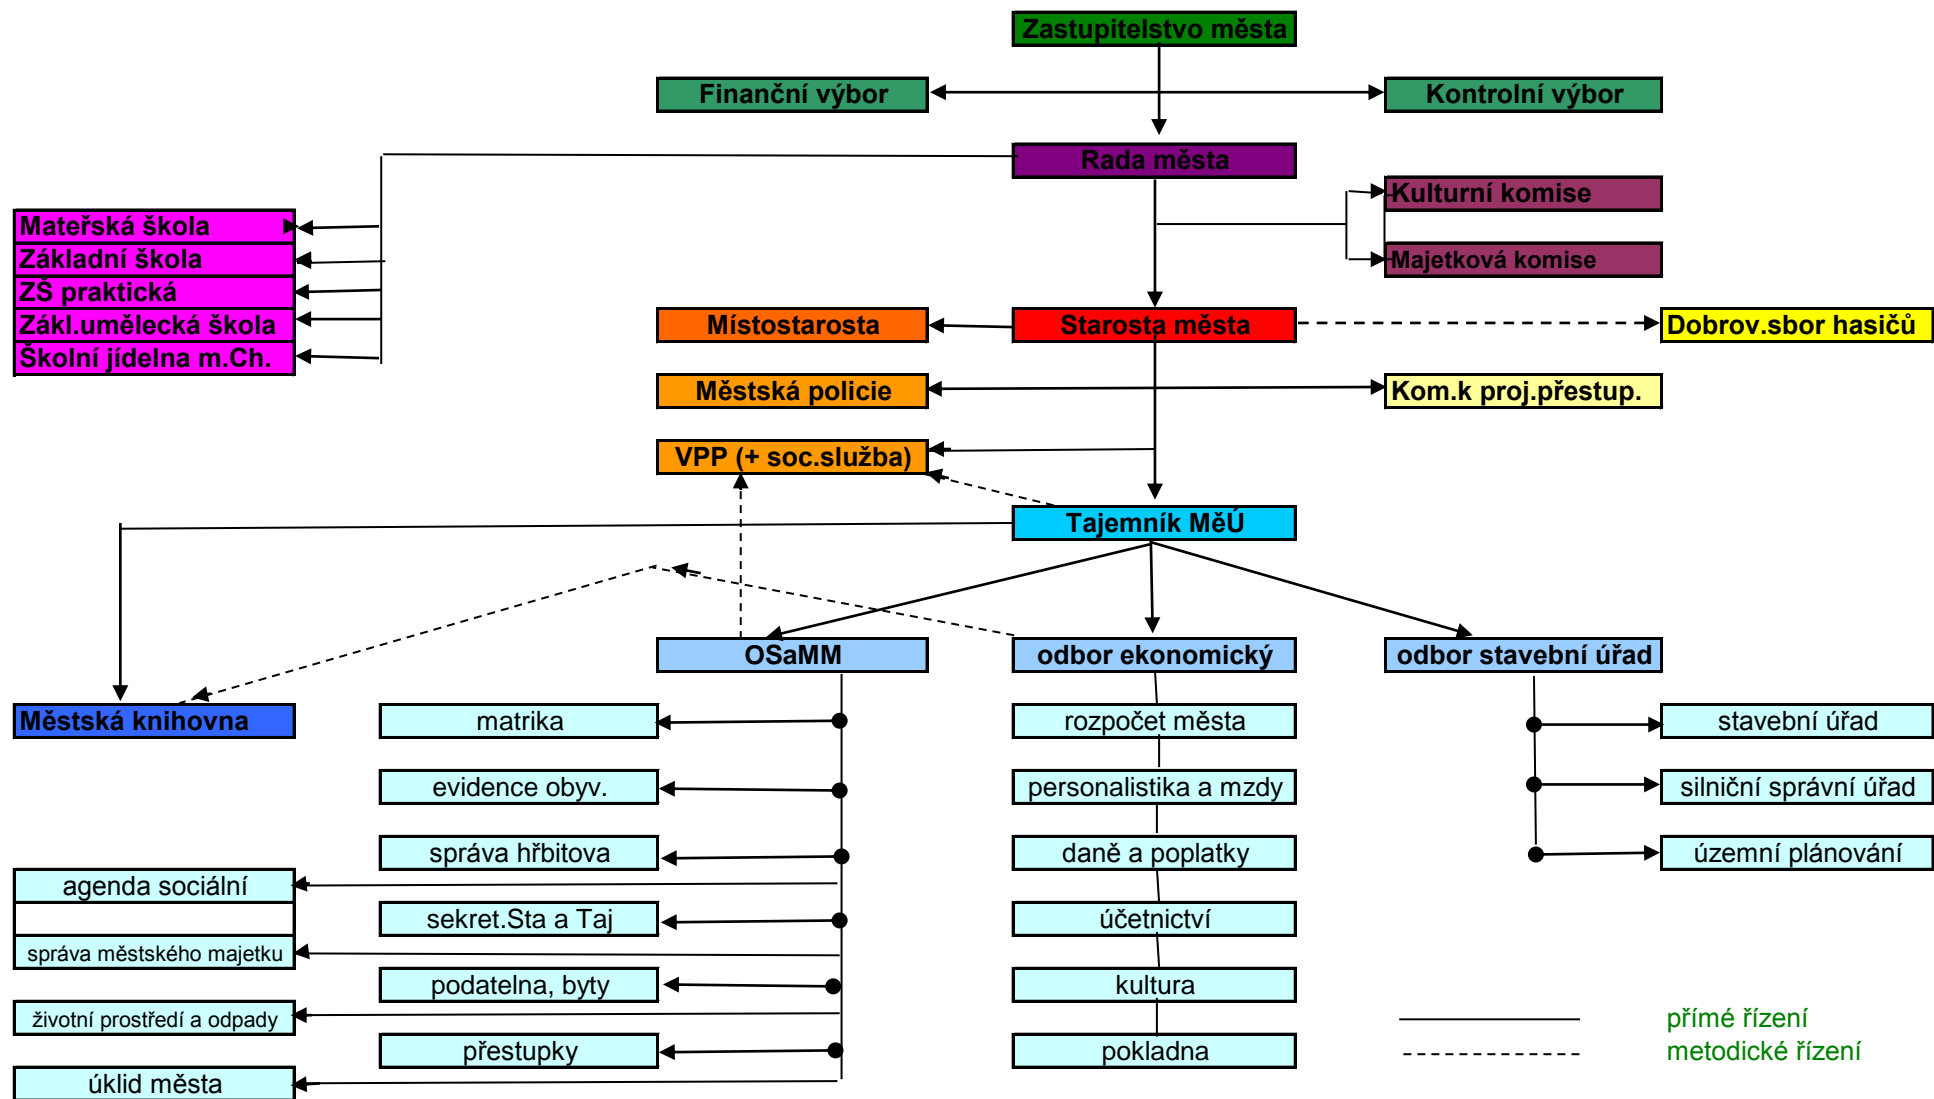 Zastupitelstvo města
Finanční výbor
Kontrolní výbor
Rada města
Kulturní komise
Mateřská škola
Základní škola
Majetková komise
ZŠ praktická
Zákl.umělecká škola
Místostarosta
Starosta města
Dobrov.sbor hasičů
Školní jídelna m.Ch.
Městská policie
Kom.k proj.přestup.
VPP (+ soc.služba)
Tajemník MěÚ
OSaMM
odbor ekonomický
odbor stavební úřad
Městská knihovna
matrika
rozpočet města
stavební úřad
evidence obyv.
personalistika a mzdy
silniční správní úřad
správa hřbitova
daně a poplatky
územní plánování
agenda sociální
sekret.Sta a Taj
účetnictví
správa městského majetku
podatelna, byty
kultura
životní prostředí a odpady
přímé řízení
přestupky
pokladna
metodické řízení
úklid města